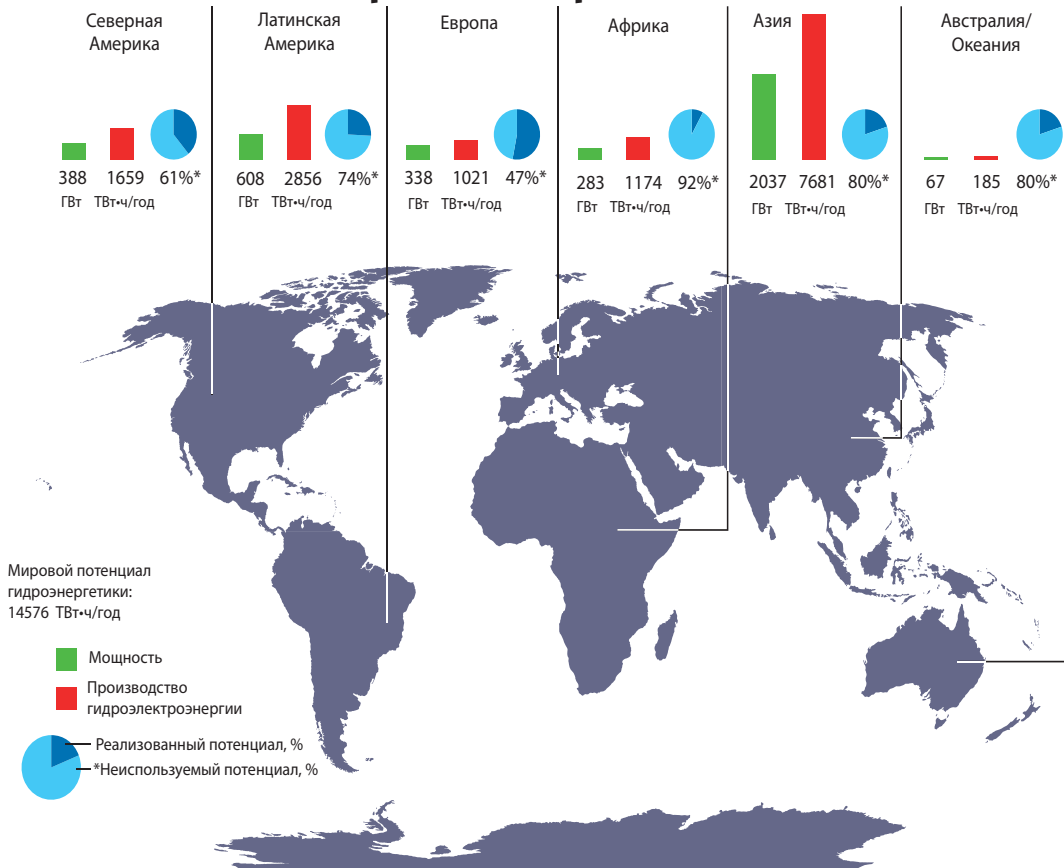 Северная
Америка
388 1659 61%*
ГВт ТВт•ч/год
Латинская
Америка
608 2856 74%*
ГВт ТВт•ч/год
Европа
338 1021 47%*
ГВт ТВт•ч/год
Африка
283 1174 92%*
ГВт ТВт•ч/год
Азия
2037 7681 80%*
ГВт ТВт•ч/год
Австралия/
Океания
67 185 80%*
ГВт ТВт•ч/год
Мировой потенциал
гидроэнергетики:
14576 ТВт•ч/год
Мощность
Производство
гидроэлектроэнергии
Реализованный потенциал, %
*Неиспользуемый потенциал, %